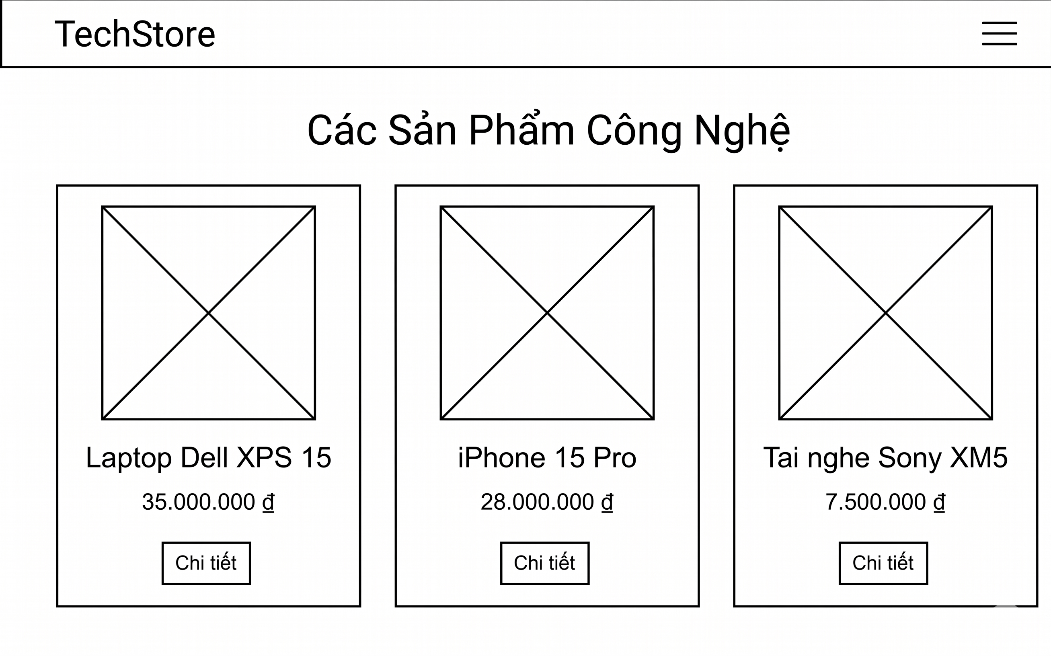 TechStore
Các Sản Phẩm Công Nghệ
Laptop Dell XPS 15
35.000.000 ₫
Chi tiết
iPhone 15 Pro
28.000.000 ₫
Chi tiết
Tai nghe Sony XM5
7.500.000 ₫
Chi tiết